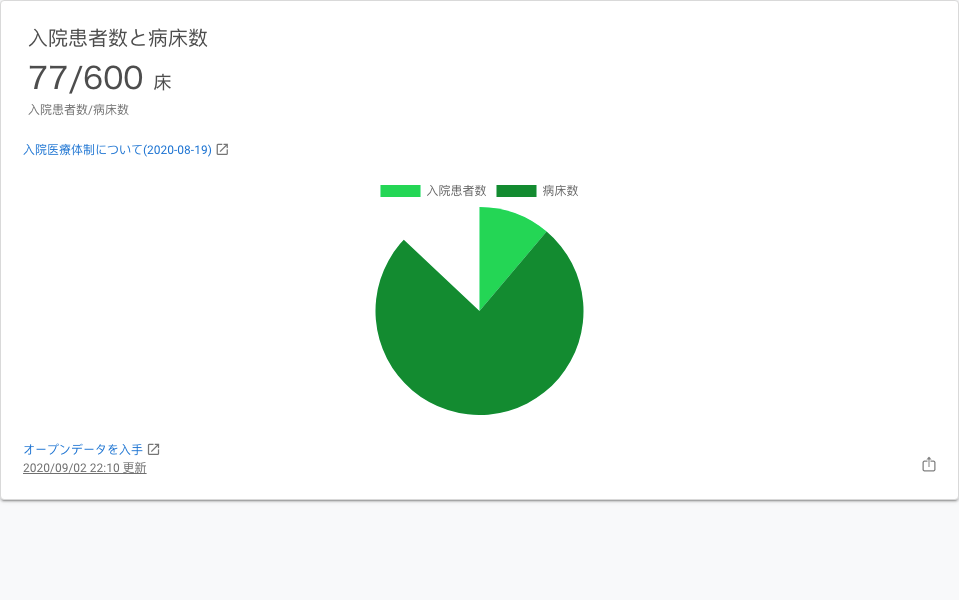 入院患者数と病床数
77/600 床
入院患者数/病床数
入院医療体制について(2020-08-19)
入院患者数 病床数
オープンデータを入手
2020/09/02 22:10 更新